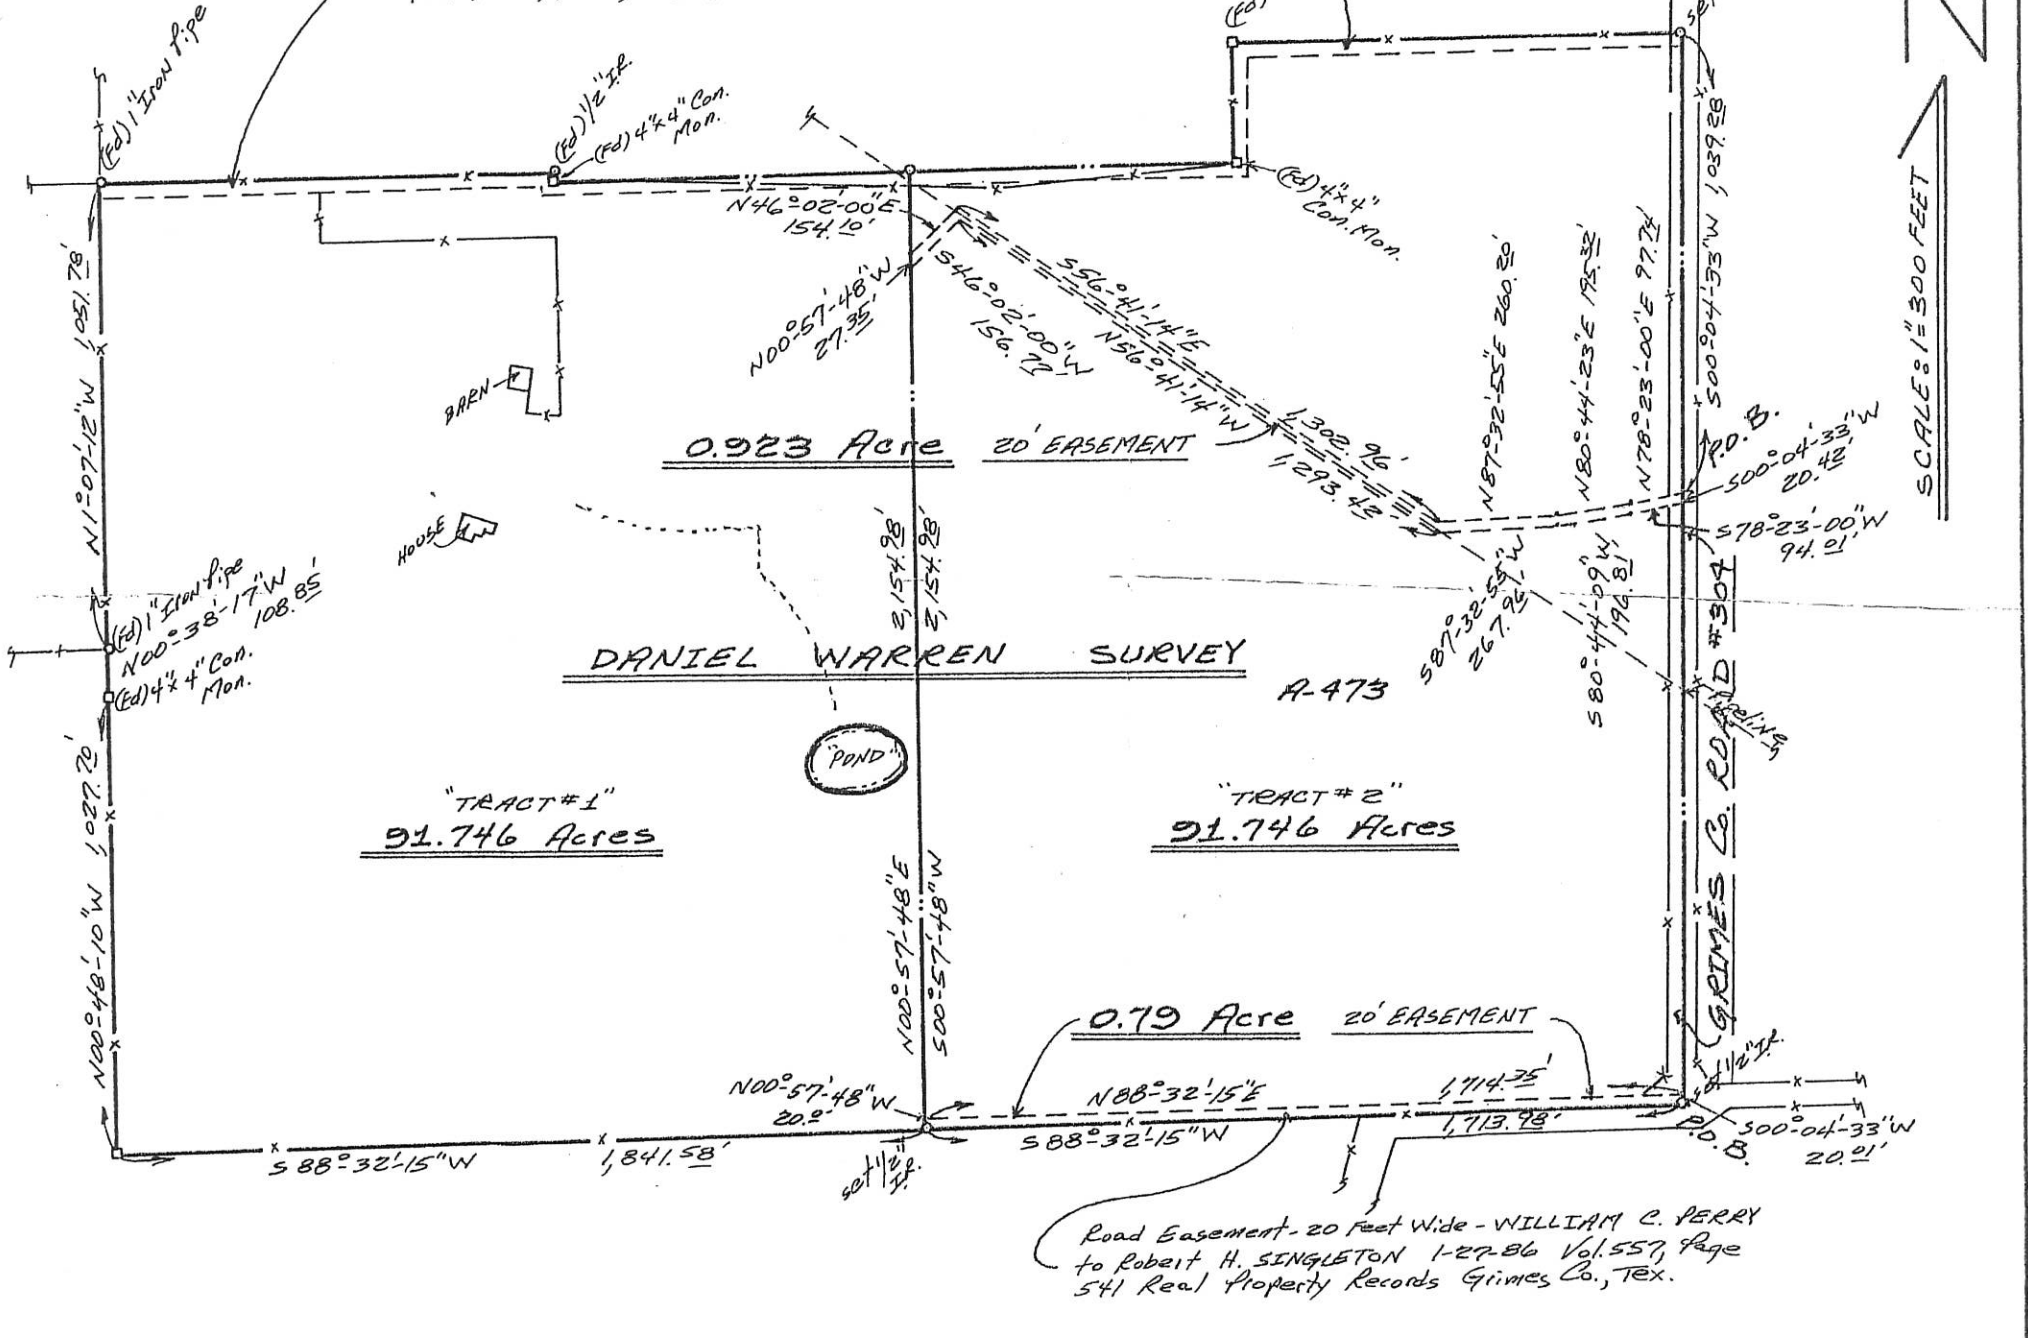 (Fd) 1" Iron Pipe
(Fd) 1/2" I.R.
(Fd) 4"x4" Con.
Mon.
(Fd)
(Fd) 4"x4"
Con. Mon.
N46°-02'-00"E
154.10'
S46°-02'-00"W
156.77'
N00°-57'-48"W
27.35'
S56°-41'-14"E
N56°-41'-14"W
1,302.96'
1,293.42'
N87°-32'-55"E 260.20'
N80°-44'-23"E 195.32'
N78°-23'-00"E 97.74'
S00°-04'-33"W 1,039.28'
SCALE: 1"=300 FEET
N1°-07'-12"W 1,051.78'
BARN
HOUSE
0.923 Acre 20' EASEMENT
P.O.B.
S00°-04'-33"W
20.42'
S78°-23'-00"W
94.01'
S87°-32'-55"W
267.96'
S80°-44'-09"W
196.81'
Pipeline
(Fd) 1" Iron Pipe
N00°-38'-17"W
108.85'
(Fd) 4"x4" Con.
Mon.
2,154.98'
2,154.98'
DANIEL WARREN SURVEY
A-473
"POND"
"TRACT #1"
91.746 Acres
"TRACT #2"
91.746 Acres
N00°-48'-10"W 1,027.70'
N00°-57'-48"E
S00°-57'-48"W
GRIMES Co. ROAD #304
0.79 Acre 20' EASEMENT
N00°-57'-48"W
20.0'
N88°-32'-15"E 1,714.35'
S88°-32'-15"W 1,713.98'
S88°-32'-15"W 1,841.58'
set 1/2"
I.R.
set 1/2" I.R.
P.O.B.
S00°-04'-33"W
20.01'
Road Easement-20 Feet Wide-WILLIAM C. PERRY
to Robert H. SINGLETON 1-27-86 Vol. 557, Page
541 Real Property Records Grimes Co., Tex.